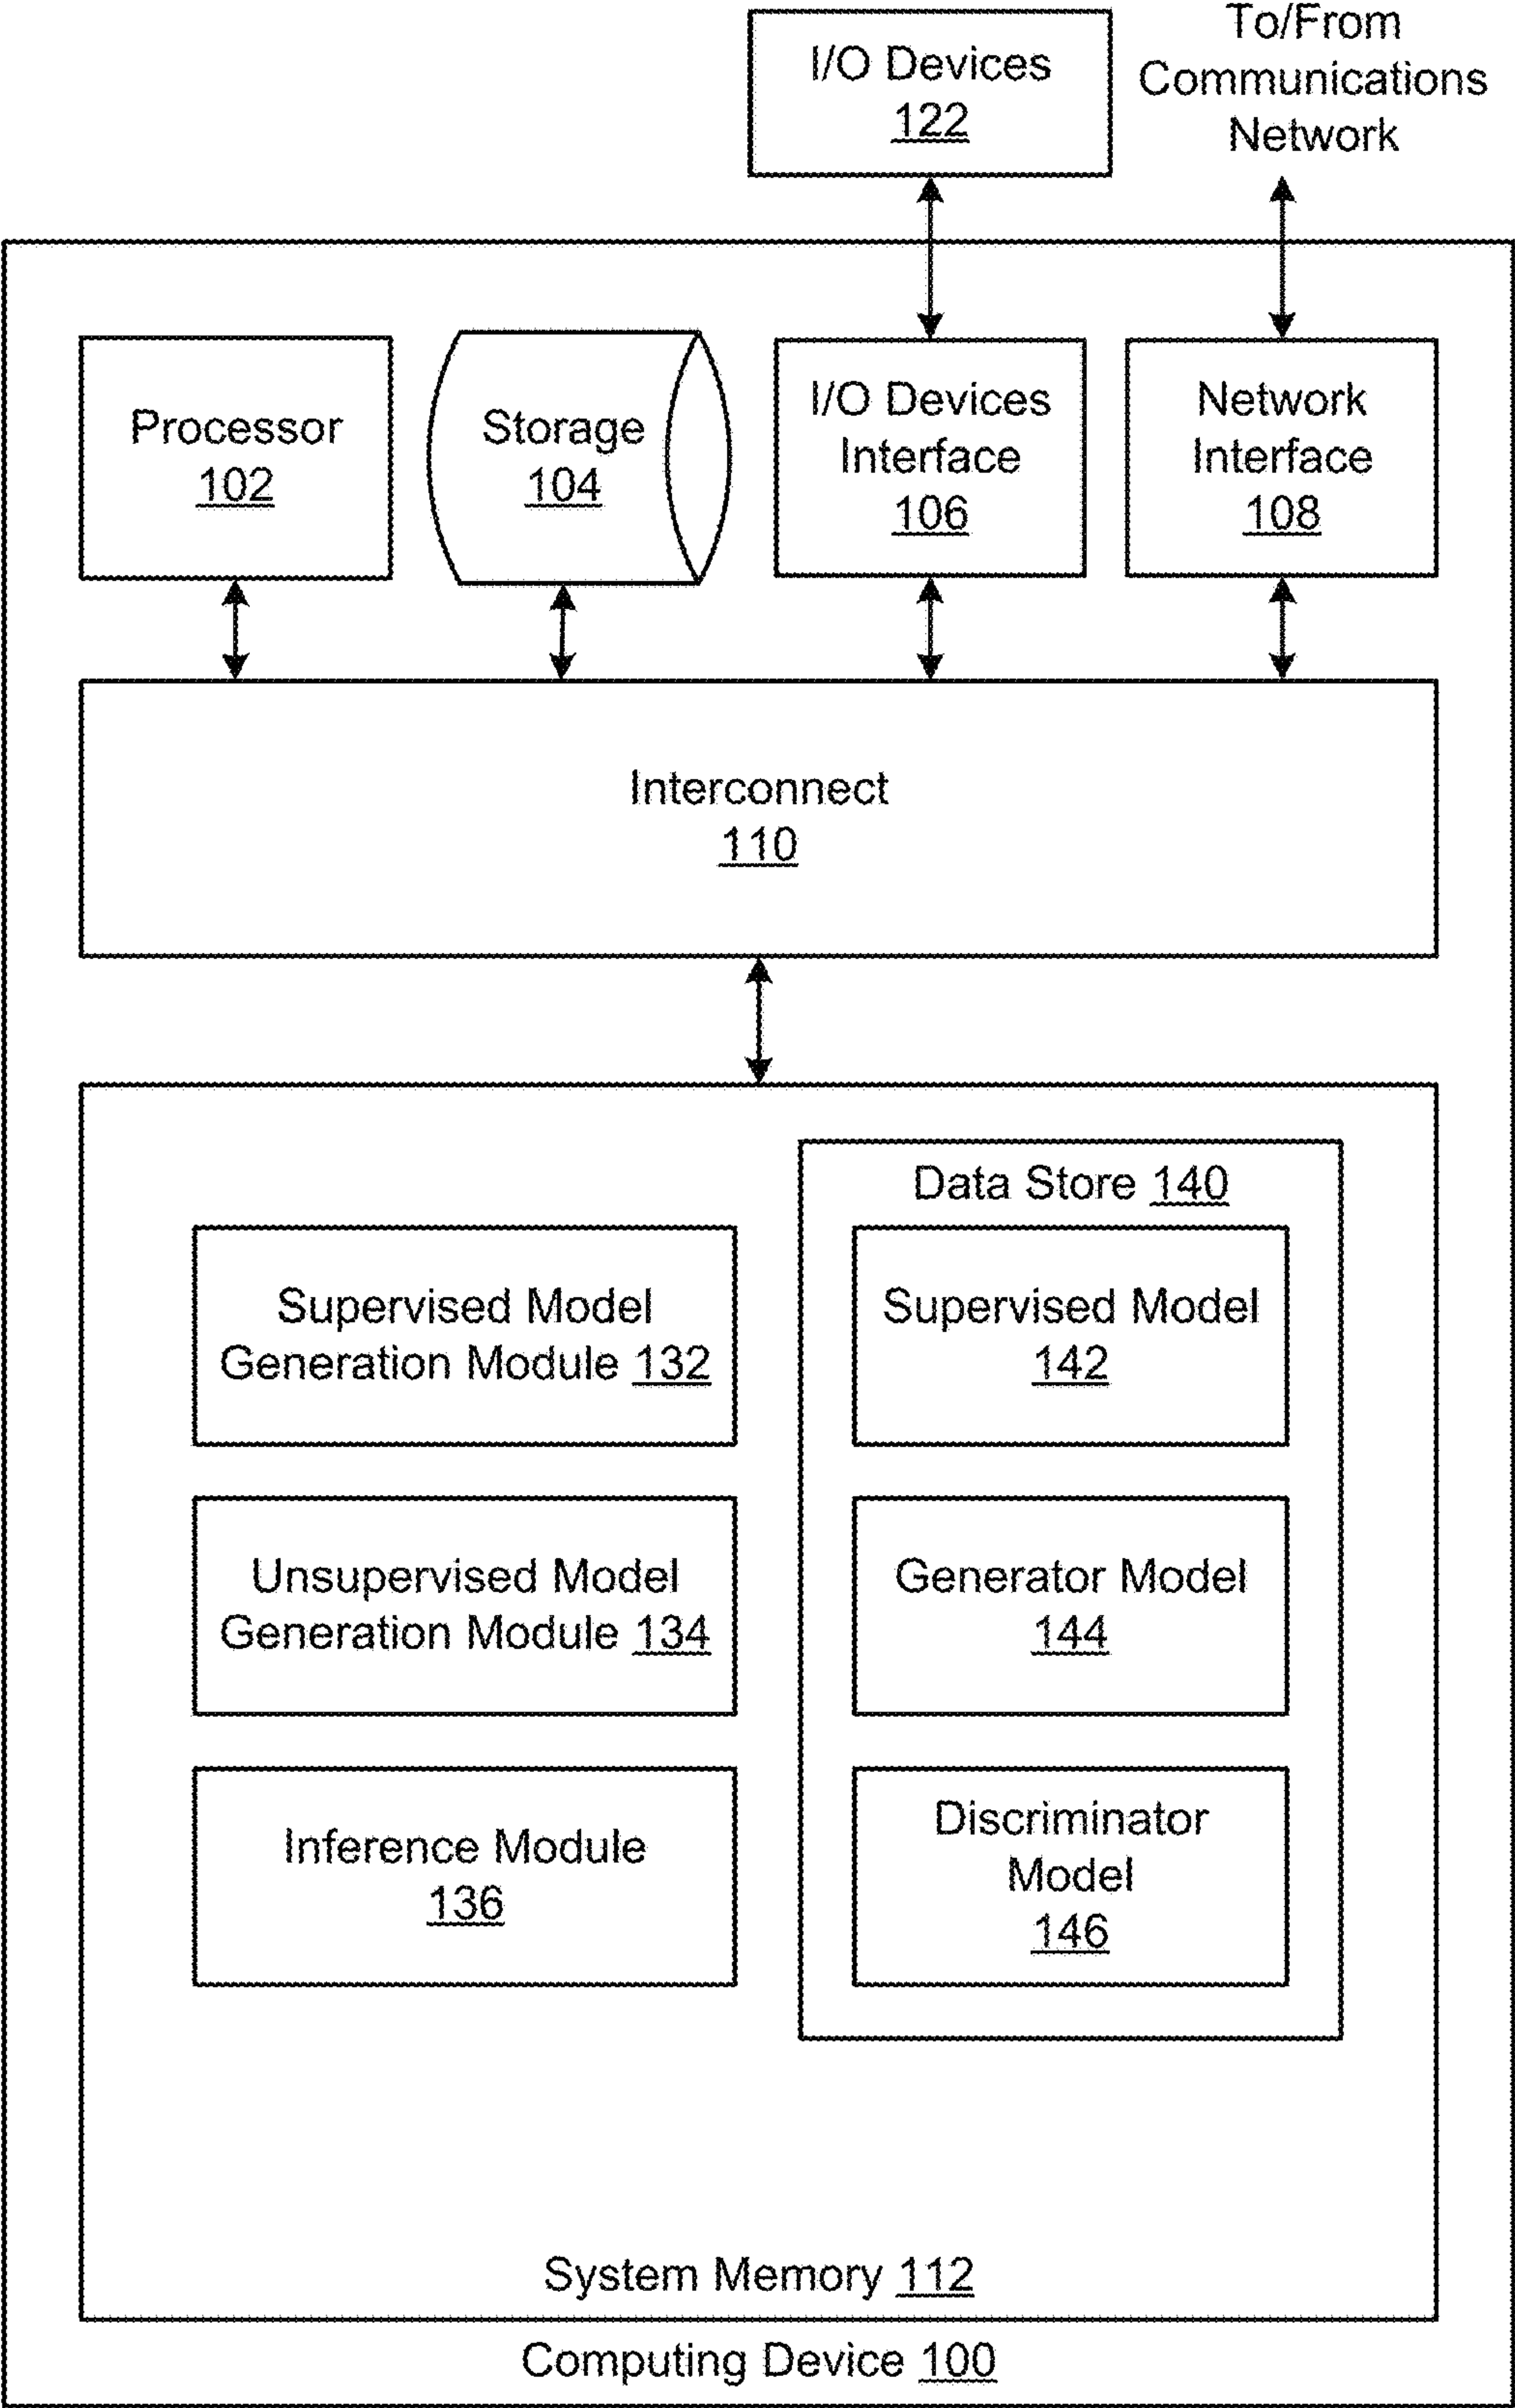 I/O Devices
122
To/From
Communications
Network
Processor
102
Storage
104
I/O Devices
Interface
106
Network
Interface
108
Interconnect
110
Data Store 140
Supervised Model
Generation Module 132
Supervised Model
142
Unsupervised Model
Generation Module 134
Generator Model
144
Inference Module
136
Discriminator
Model
146
System Memory 112
Computing Device 100